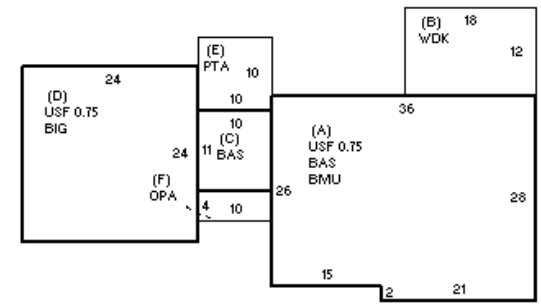 (B) 18
WDK
12
(E)
PTA 10
10
24
(D)
USF 0.75
BIG
24
36
10
(C)
11 BAS
(A)
USF 0.75
BAS
BMU
(F)
OPA
4 10
26
28
15
2
21